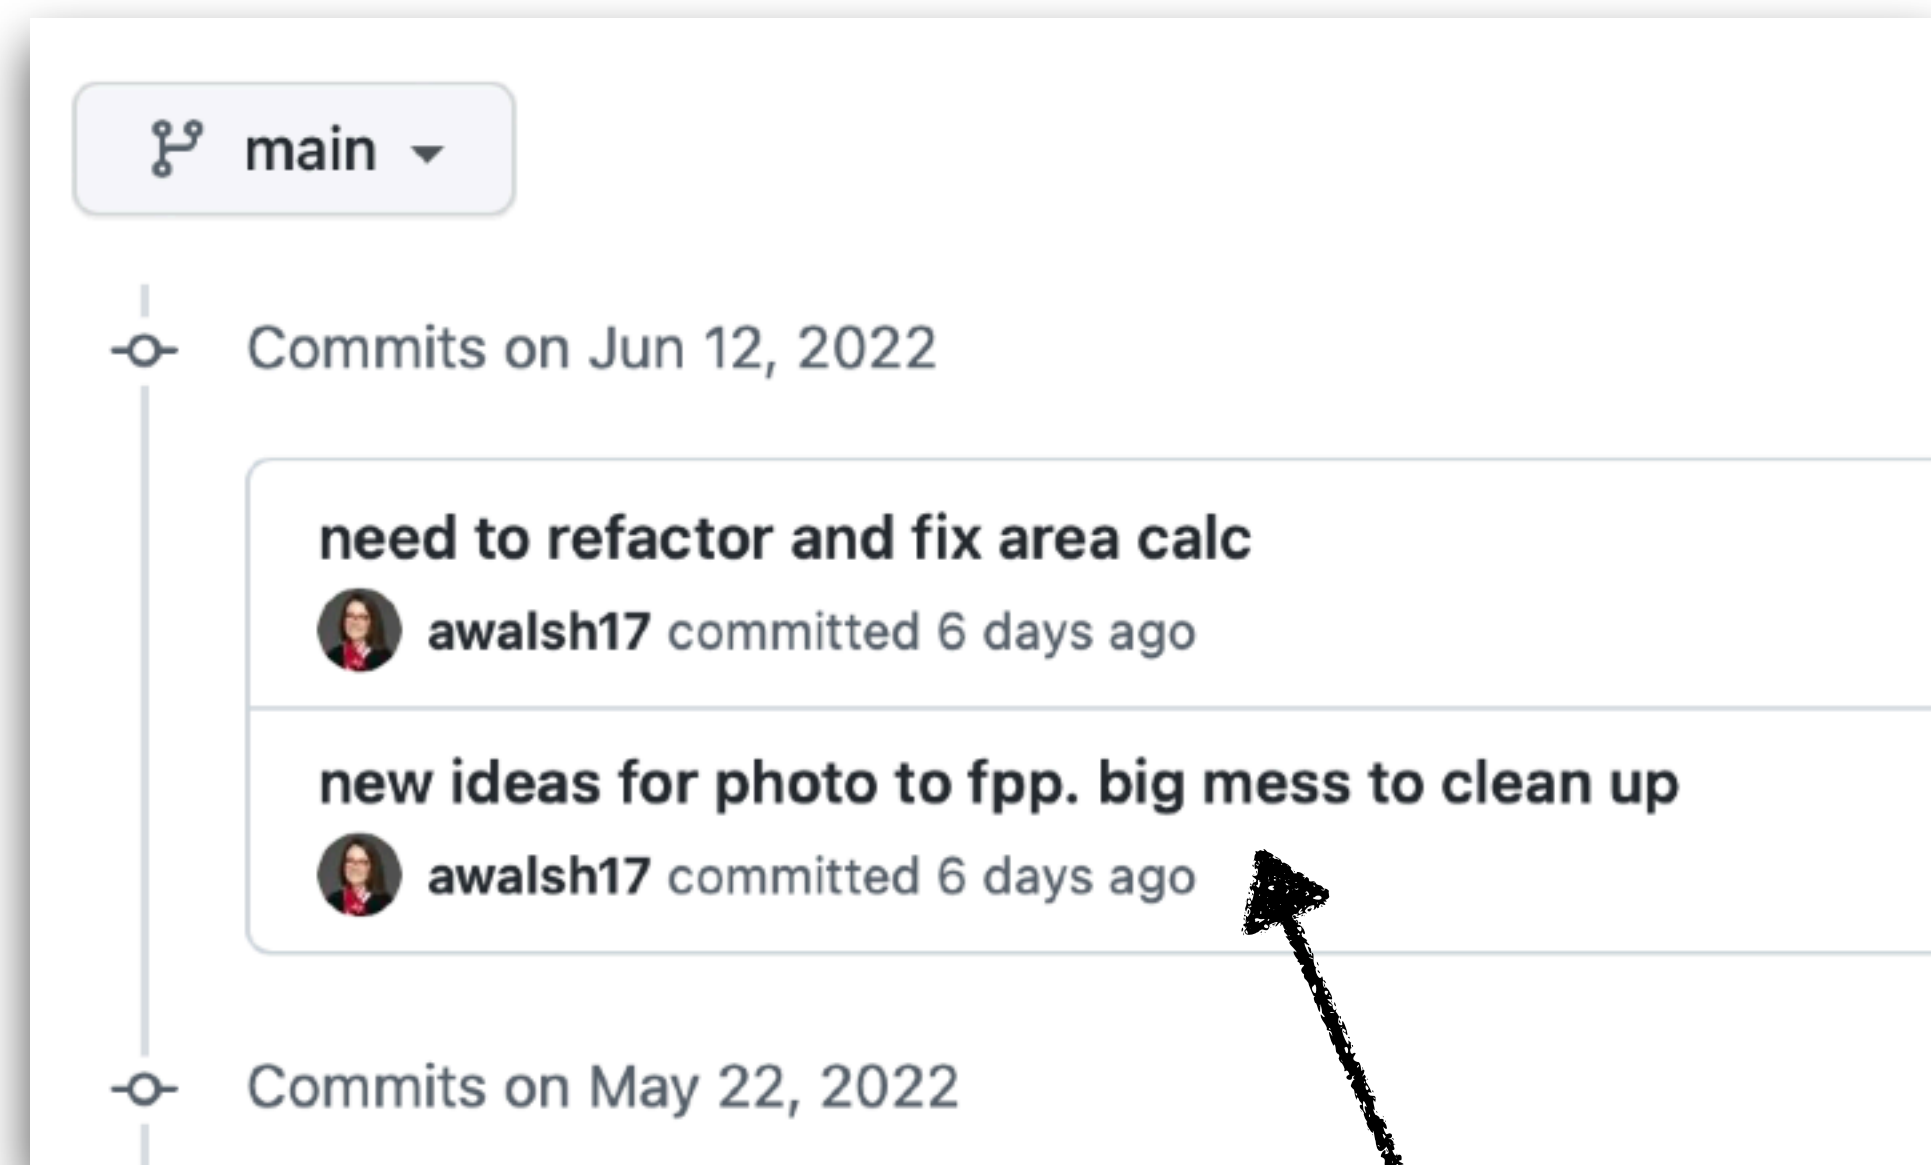 main
Commits on Jun 12, 2022
need to refactor and fix area calc
awalsh17 committed 6 days ago
new ideas for photo to fpp. big mess to clean up
awalsh17 committed 6 days ago
Commits on May 22, 2022